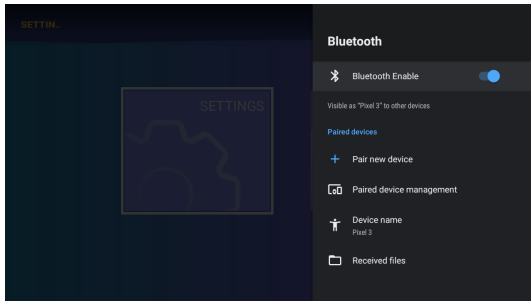 SETTIN..
SETTINGS
Bluetooth
Bluetooth Enable
Visible as "Pixel 3" to other devices
Paired devices
Pair new device
Paired device management
Device name
Pixel 3
Received files